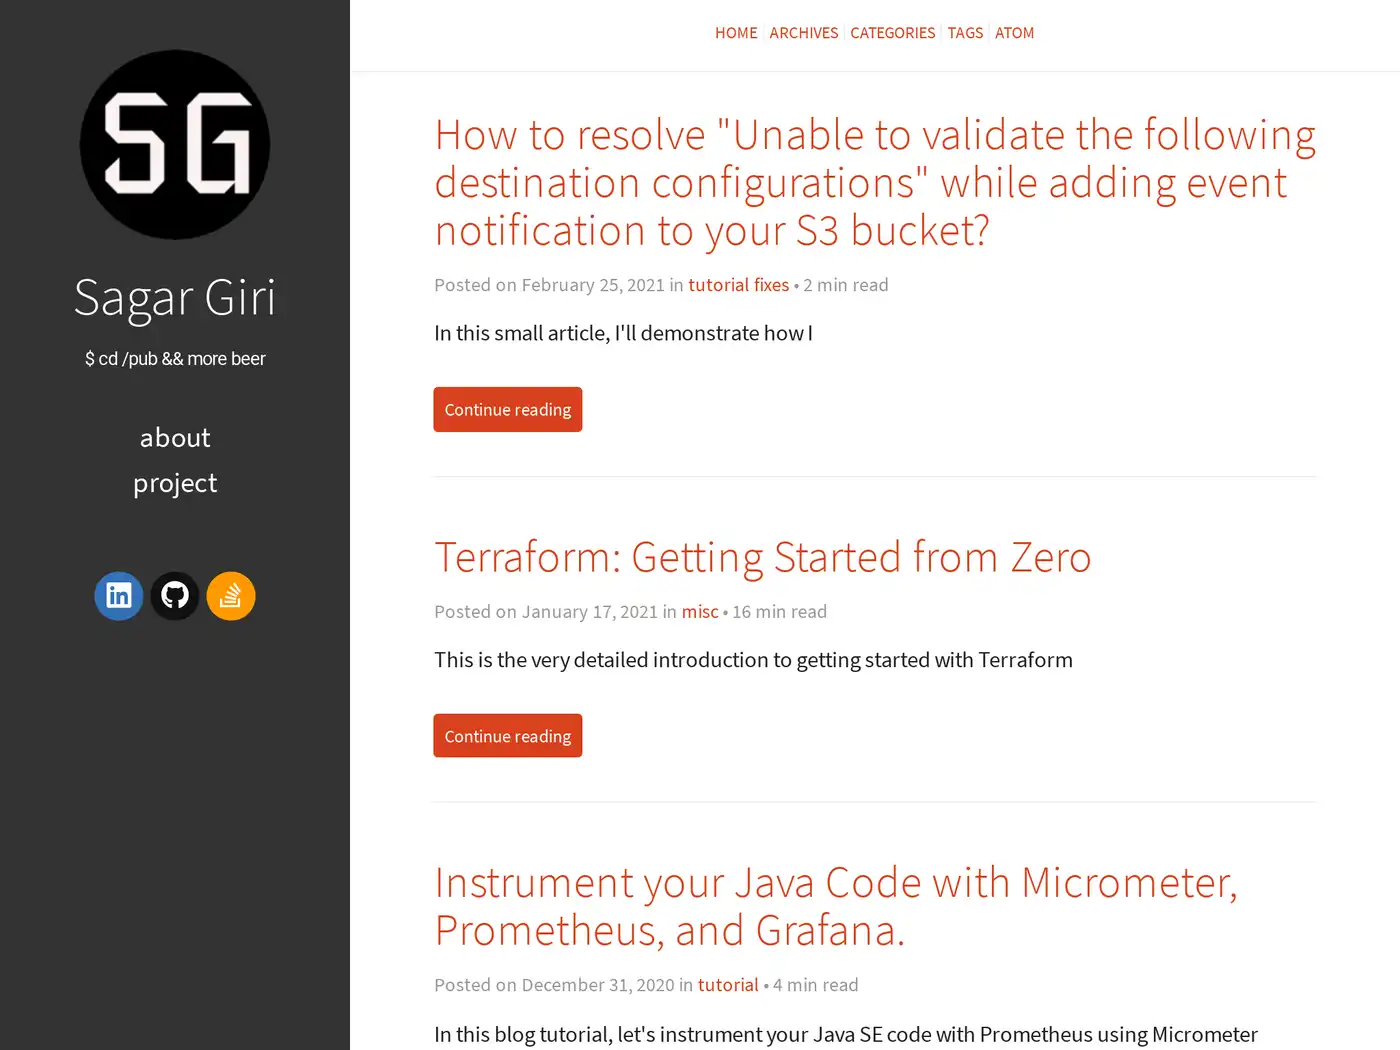 SG
Sagar Giri
$ cd /pub && more beer
about
project
HOME ARCHIVES CATEGORIES TAGS ATOM
How to resolve "Unable to validate the following
destination configurations" while adding event
notification to your S3 bucket?
Posted on February 25, 2021 in tutorial fixes • 2 min read
In this small article, I'll demonstrate how I
Continue reading
Terraform: Getting Started from Zero
Posted on January 17, 2021 in misc • 16 min read
This is the very detailed introduction to getting started with Terraform
Continue reading
Instrument your Java Code with Micrometer,
Prometheus, and Grafana.
Posted on December 31, 2020 in tutorial • 4 min read
In this blog tutorial, let's instrument your Java SE code with Prometheus using Micrometer